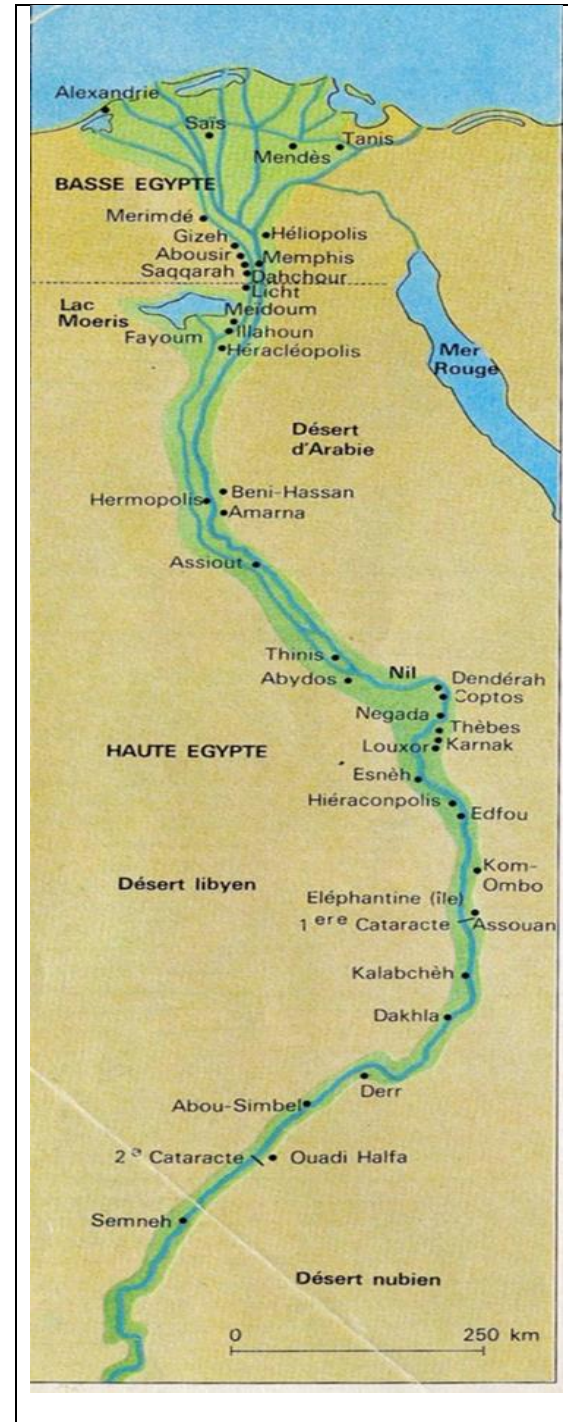 Alexandrie
Saïs
Tanis
Mendès
BASSE EGYPTE
Merimdé
Héliopolis
Gizeh
Abousir
Memphis
Saqqarah
Dahchour
Licht
Lac
Moeris
Meïdoum
Fayoum
Illahoun
Héracléopolis
Mer
Rouge
Désert
d'Arabie
Beni-Hassan
Hermopolis
Amarna
Assiout
Thinis
Abydos
Nil
Dendérah
Coptos
Negada
Thèbes
Louxor
Karnak
HAUTE EGYPTE
Esnèh
Hiéraconpolis
Edfou
Kom-
Ombo
Désert libyen
Eléphantine (île)
1ere Cataracte
Assouan
Kalabchèh
Dakhla
Derr
Abou-Simbel
2e Cataracte
Ouadi Halfa
Semneh
Désert nubien
0 250 km